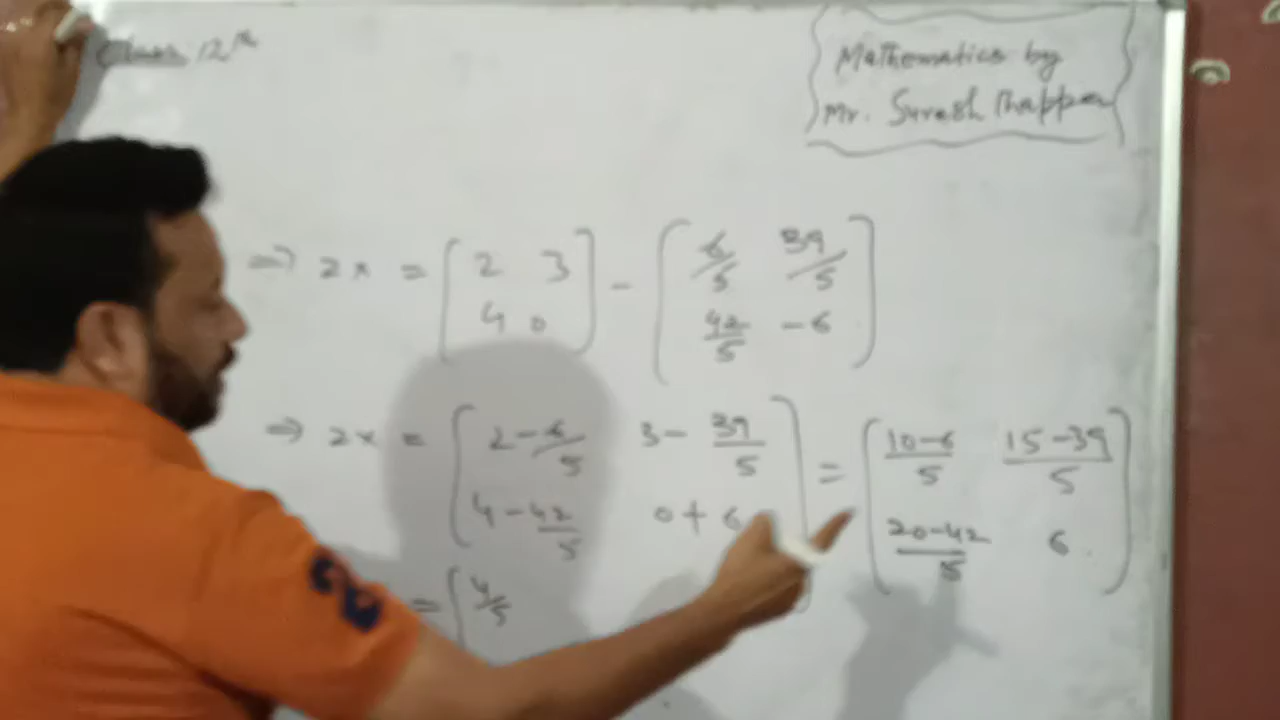 Class 12th
Mathematics by
Mr. Suresh Thapper
⇒ 2x = [2 3 4 0] - [6/5 39/5 42/5 -6]
⇒ 2x = [2-6/5 3-39/5 4-42/5 0+6] = [10-6/5 15-39/5 20-42/5 6]
= [4/5
2